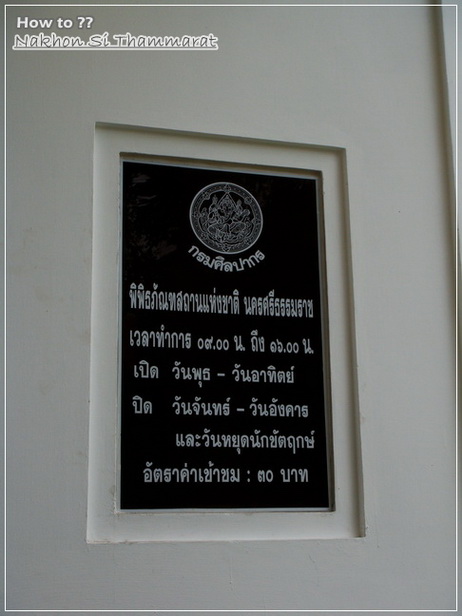 How to ??
Nakhon Si Thammarat
กรมศิลปากร
พิพิธภัณฑสถานแห่งชาติ นครศรีธรรมราช
เวลาทำการ ๐๙.๐๐ น. ถึง ๑๖.๐๐ น.
เปิด วันพุธ - วันอาทิตย์
ปิด วันจันทร์ - วันอังคาร
และวันหยุดนักขัตฤกษ์
อัตราค่าเข้าชม : ๓๐ บาท